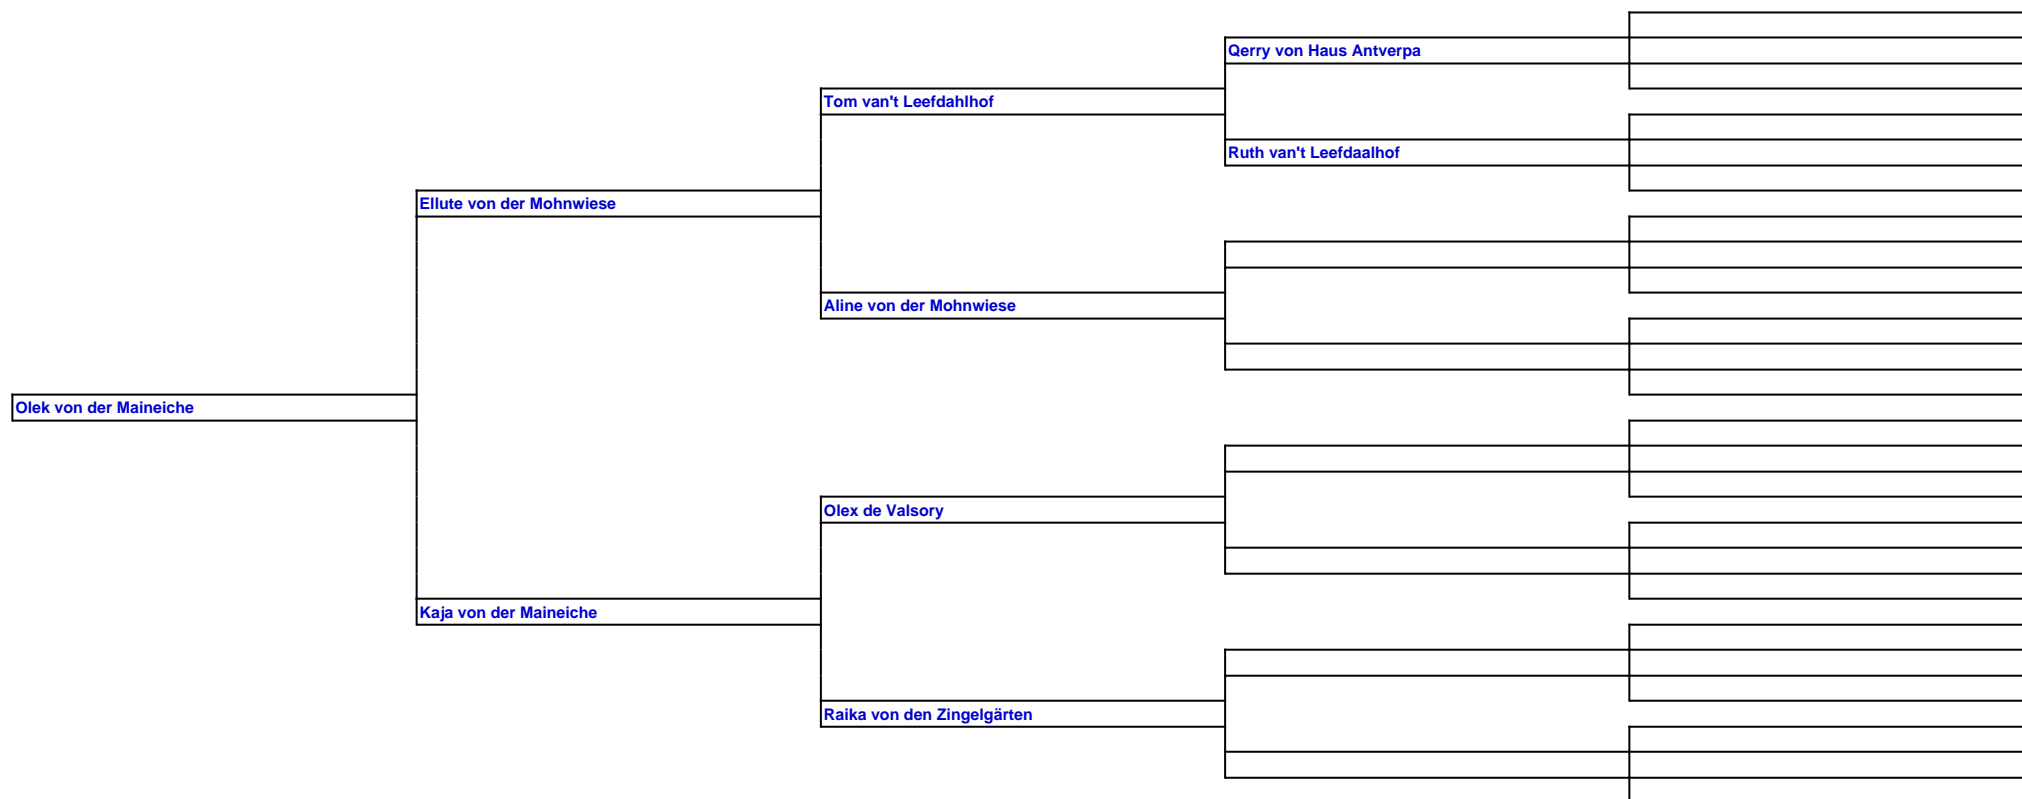 Qerry von Haus Antverpa
Tom van't Leefdahlhof
Ruth van't Leefdaalhof
Ellute von der Mohnwiese
Aline von der Mohnwiese
Olek von der Maineiche
Olex de Valsory
Kaja von der Maineiche
Raika von den Zingelgärten